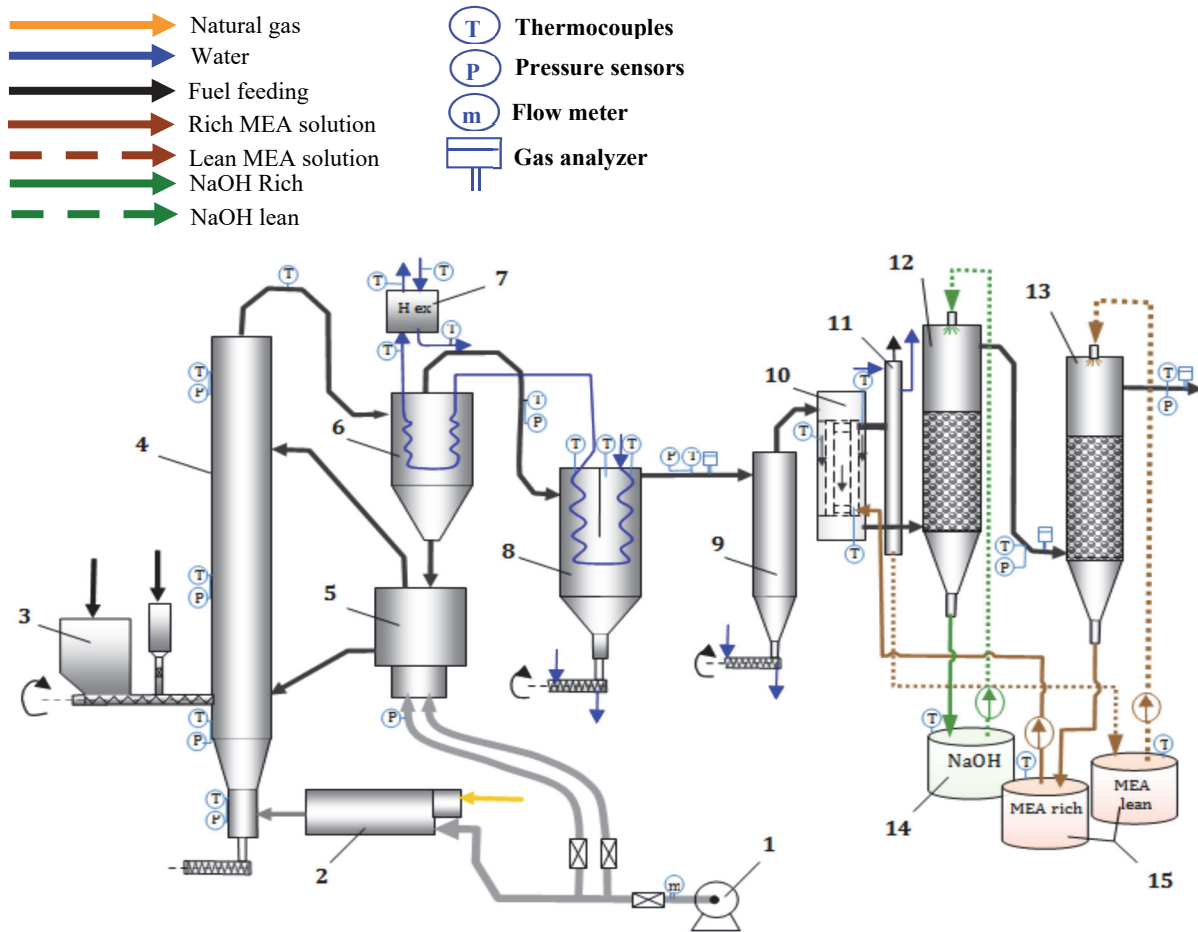 Natural gas
Water
Fuel feeding
Rich MEA solution
Lean MEA solution
NaOH Rich
NaOH lean
T Thermocouples
P Pressure sensors
m Flow meter
Gas analyzer
T
T
T
7
H ex
T
T
12
13
11
T
P
4
6
T
P
10
T
T
P
T
T
T
P
T
T
8
9
T
T
P
T
P
5
3
T
P
P
T
NaOH
T
MEA rich
T
MEA
lean
14
15
T
P
2
m
1